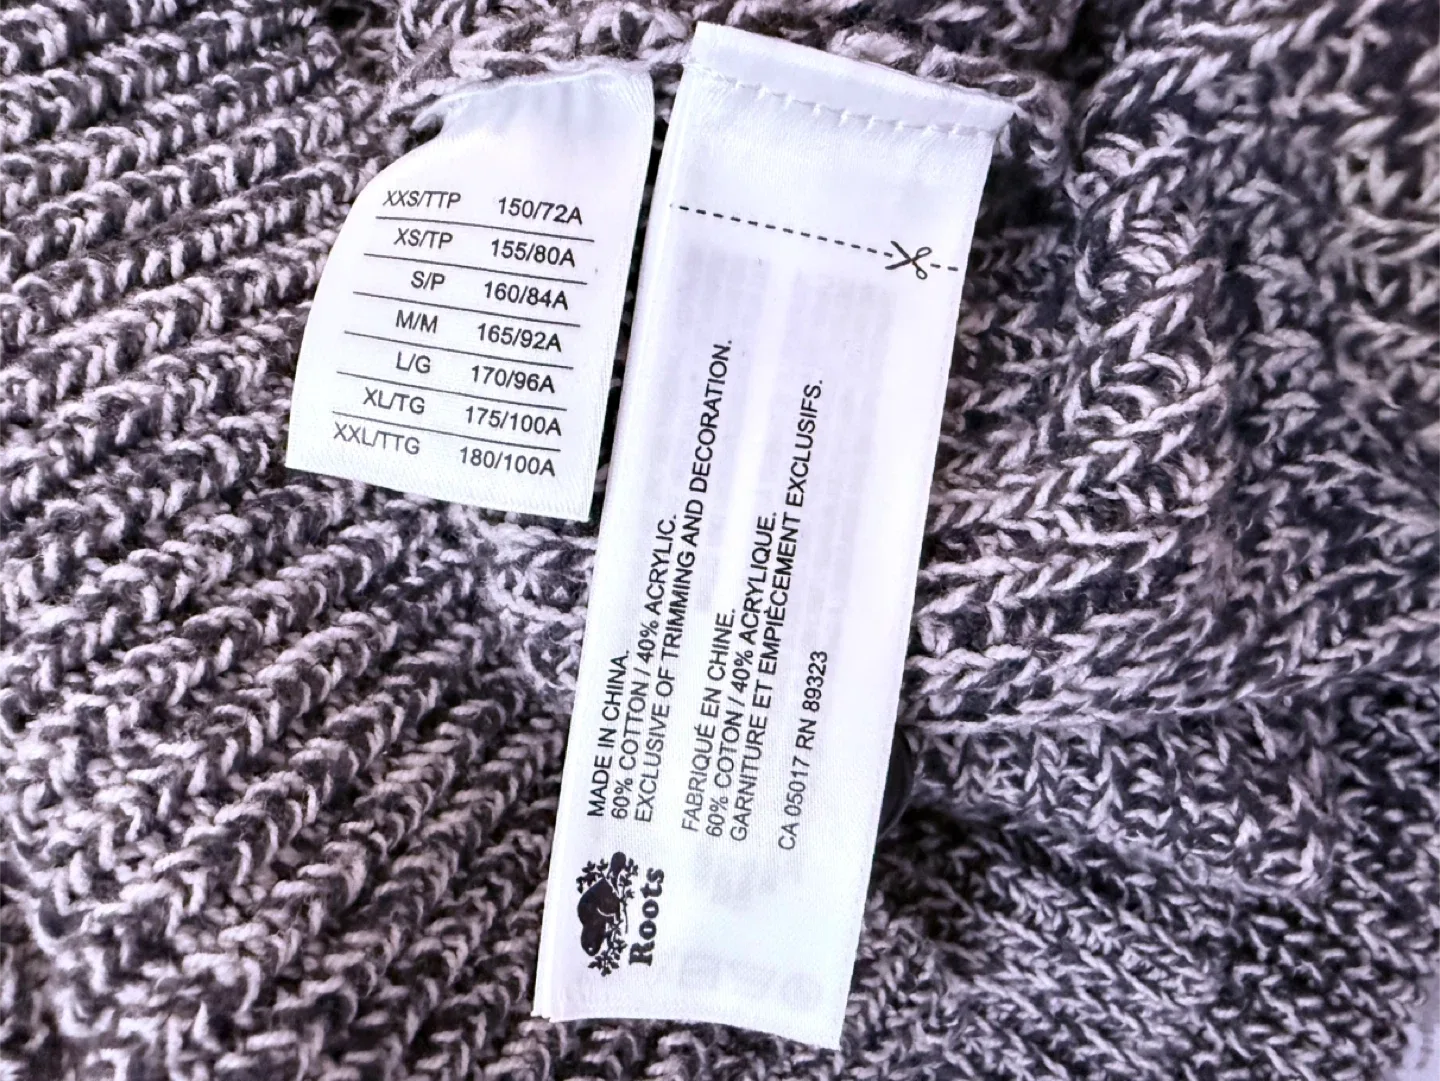 XXS/TTP 150/72A
XS/TP 155/80A
S/P 160/84A
M/M 165/92A
L/G 170/96A
XL/TG 175/100A
XXL/TTG 180/100A
MADE IN CHINA.
60% COTTON / 40% ACRYLIC.
EXCLUSIVE OF TRIMMING AND DECORATION.
FABRIQUÉ EN CHINE.
60% COTON / 40% ACRYLIQUE.
GARNITURE ET EMPIÈCEMENT EXCLUSIFS.
CA 05017 RN 89323
Roots